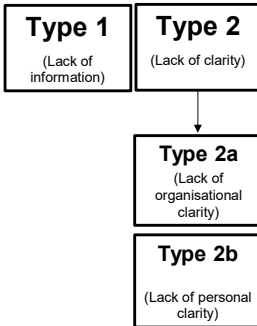 Type 1
(Lack of
information)
Type 2
(Lack of clarity)
Type 2a
(Lack of
organisational
clarity)
Type 2b
(Lack of personal
clarity)